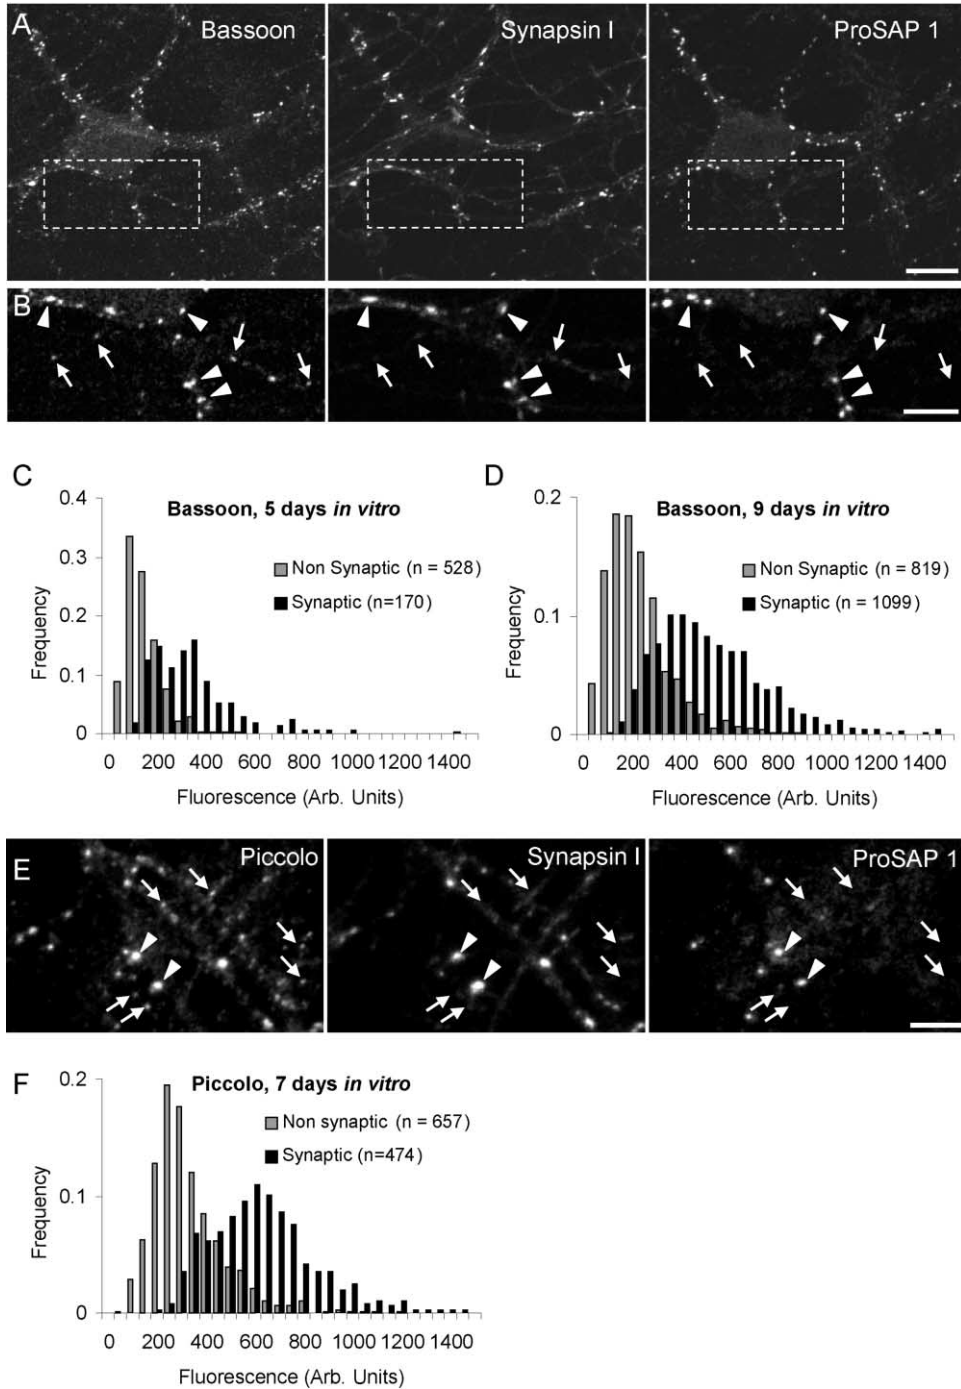 A
Bassoon
Synapsin I
ProSAP 1
B
C
Bassoon, 5 days in vitro
Non Synaptic (n = 528)
Synaptic (n=170)
Frequency
0.4
0.3
0.2
0.1
0
0 200 400 600 800 1000 1200 1400
Fluorescence (Arb. Units)
D
Bassoon, 9 days in vitro
Non Synaptic (n = 819)
Synaptic (n = 1099)
Frequency
0.2
0.1
0
0 200 400 600 800 1000 1200 1400
Fluorescence (Arb. Units)
E
Piccolo
Synapsin I
ProSAP 1
F
Piccolo, 7 days in vitro
Non synaptic (n = 657)
Synaptic (n=474)
Frequency
0.2
0.1
0
0 200 400 600 800 1000 1200 1400
Fluorescence (Arb. Units)